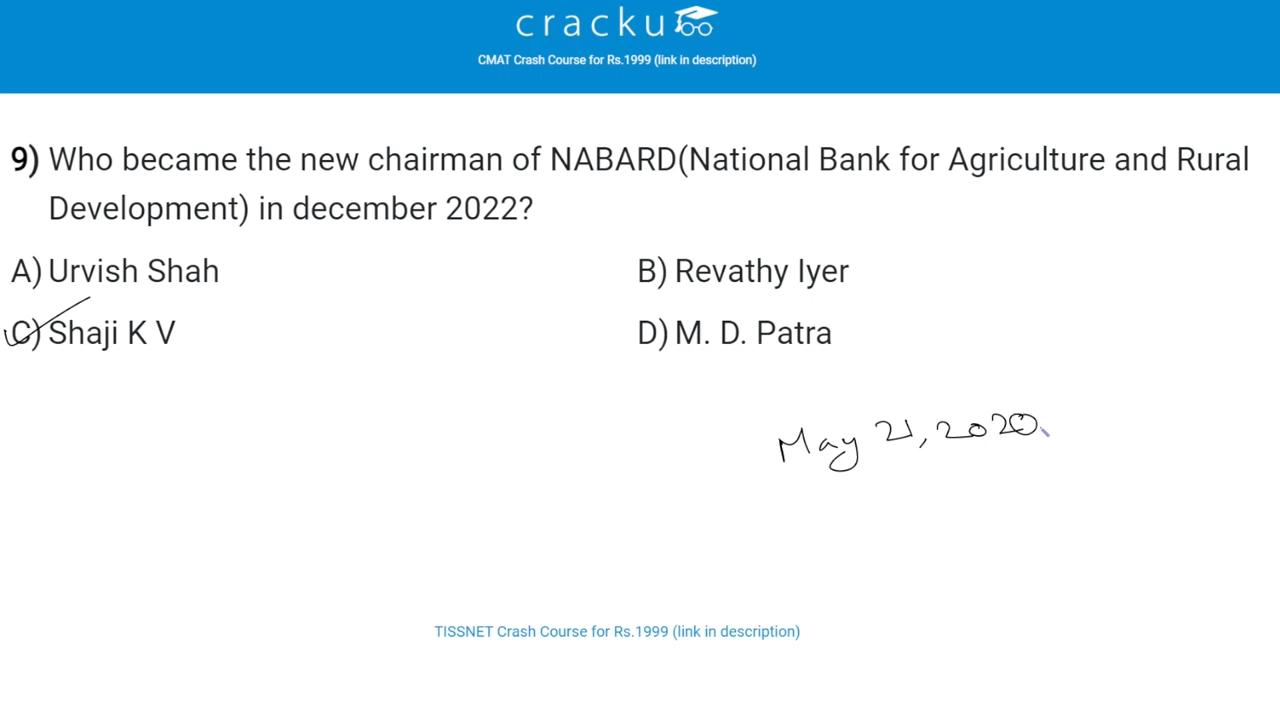 cracku
CMAT Crash Course for Rs.1999 (link in description)
9) Who became the new chairman of NABARD(National Bank for Agriculture and Rural
Development) in december 2022?
A) Urvish Shah
B) Revathy Iyer
C) Shaji K V
D) M. D. Patra
May 21, 2020
TISSNET Crash Course for Rs.1999 (link in description)